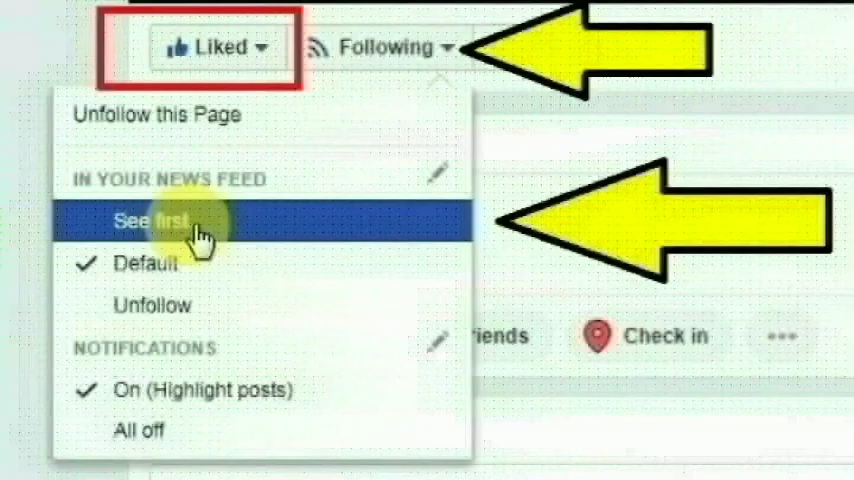 Liked Following
Unfollow this Page
IN YOUR NEWS FEED
See first
Default
Unfollow
riends Check in
NOTIFICATIONS
On (Highlight posts)
All off